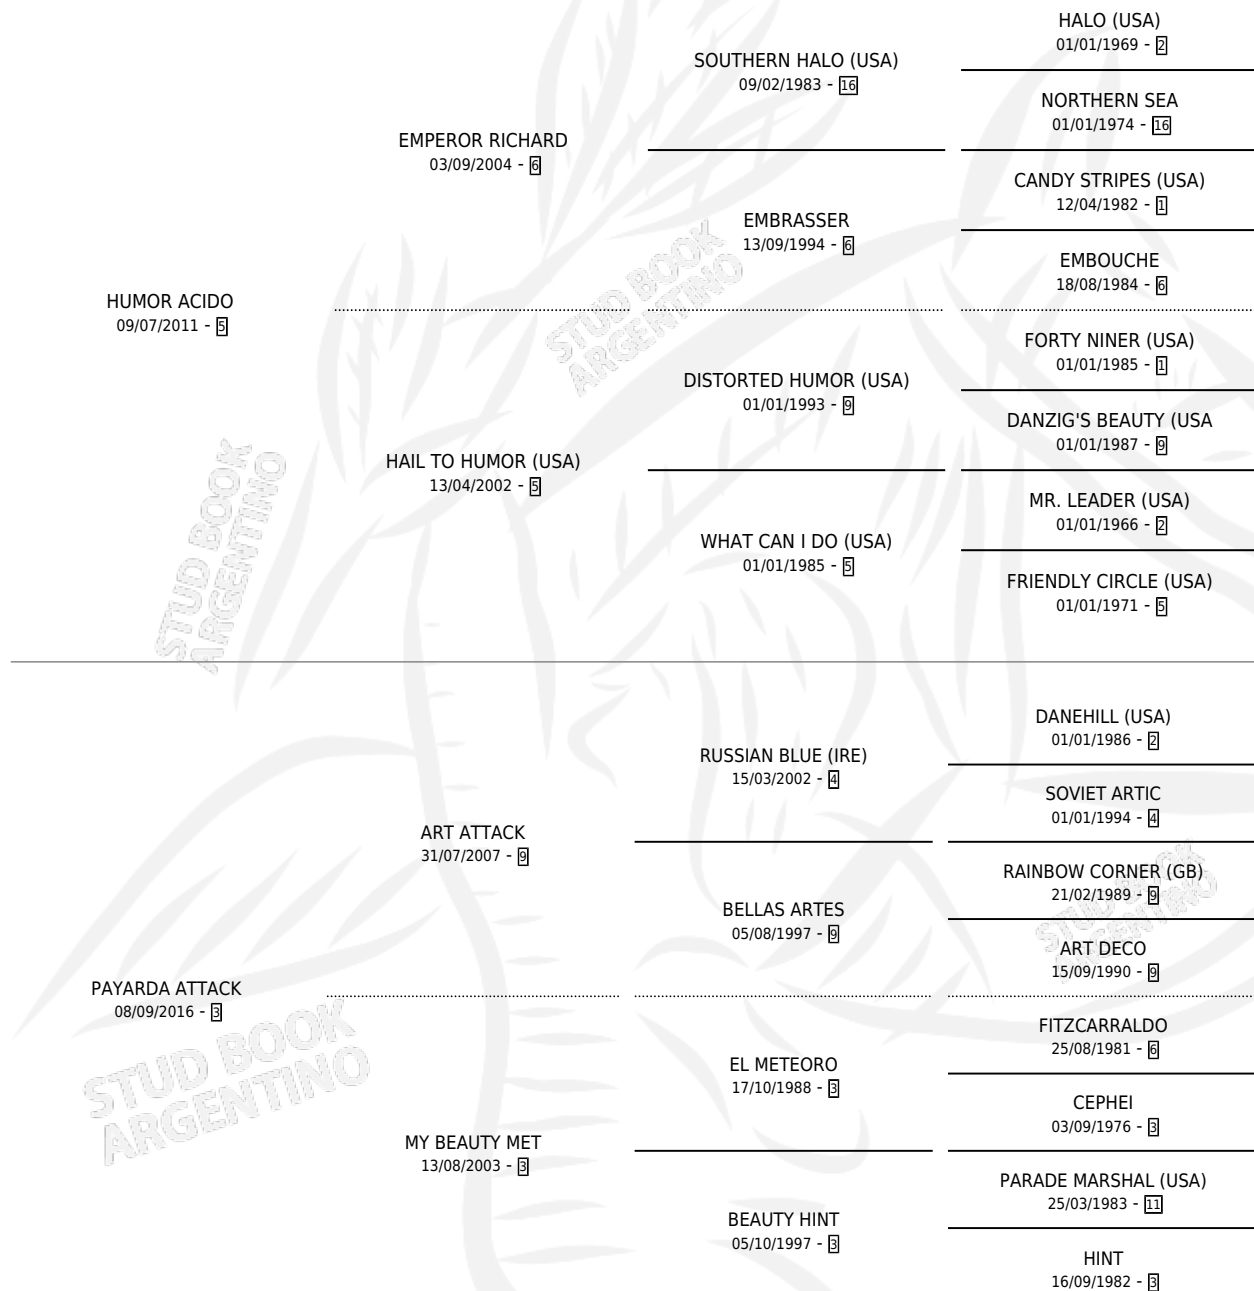 HALO (USA)
01/01/1969 - 2
SOUTHERN HALO (USA)
09/02/1983 - 16
NORTHERN SEA
01/01/1974 - 16
EMPEROR RICHARD
03/09/2004 - 6
CANDY STRIPES (USA)
12/04/1982 - 1
EMBRASSER
13/09/1994 - 6
EMBOUCHE
18/08/1984 - 6
HUMOR ACIDO
09/07/2011 - 5
FORTY NINER (USA)
01/01/1985 - 1
DISTORTED HUMOR (USA)
01/01/1993 - 9
DANZIG'S BEAUTY (USA
01/01/1987 - 9
HAIL TO HUMOR (USA)
13/04/2002 - 5
MR. LEADER (USA)
01/01/1966 - 2
WHAT CAN I DO (USA)
01/01/1985 - 5
FRIENDLY CIRCLE (USA)
01/01/1971 - 5
DANEHILL (USA)
01/01/1986 - 2
RUSSIAN BLUE (IRE)
15/03/2002 - 4
SOVIET ARTIC
01/01/1994 - 4
ART ATTACK
31/07/2007 - 9
RAINBOW CORNER (GB)
21/02/1989 - 9
BELLAS ARTES
05/08/1997 - 9
ART DECO
15/09/1990 - 9
PAYARDA ATTACK
08/09/2016 - 3
FITZCARRALDO
25/08/1981 - 6
EL METEORO
17/10/1988 - 3
CEPHEI
03/09/1976 - 3
MY BEAUTY MET
13/08/2003 - 3
PARADE MARSHAL (USA)
25/03/1983 - 11
BEAUTY HINT
05/10/1997 - 3
HINT
16/09/1982 - 3
STUD BOOK
ARGENTINO
STUD BOOK
ARGENTINO
STUD BOOK
ARGENTINO
STUD BOOK
ARGENTINO